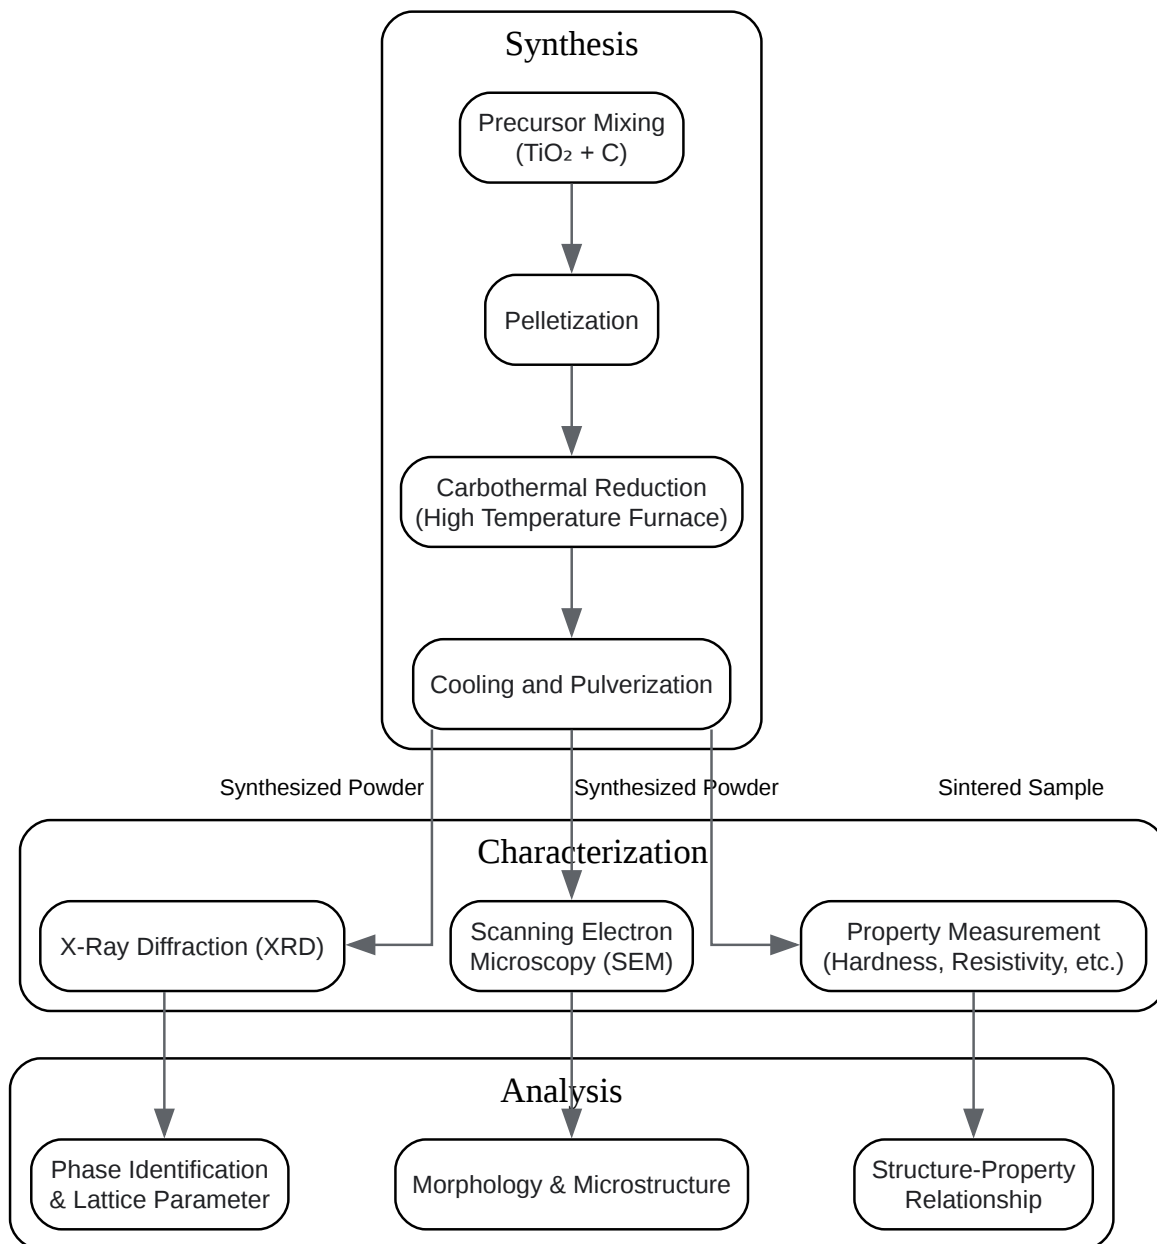 Synthesis
Precursor Mixing
(TiO₂ + C)
Pelletization
Carbothermal Reduction
(High Temperature Furnace)
Cooling and Pulverization
Synthesized Powder
Synthesized Powder
Sintered Sample
Characterization
X-Ray Diffraction (XRD)
Scanning Electron
Microscopy (SEM)
Property Measurement
(Hardness, Resistivity, etc.)
Analysis
Phase Identification
& Lattice Parameter
Morphology & Microstructure
Structure-Property
Relationship